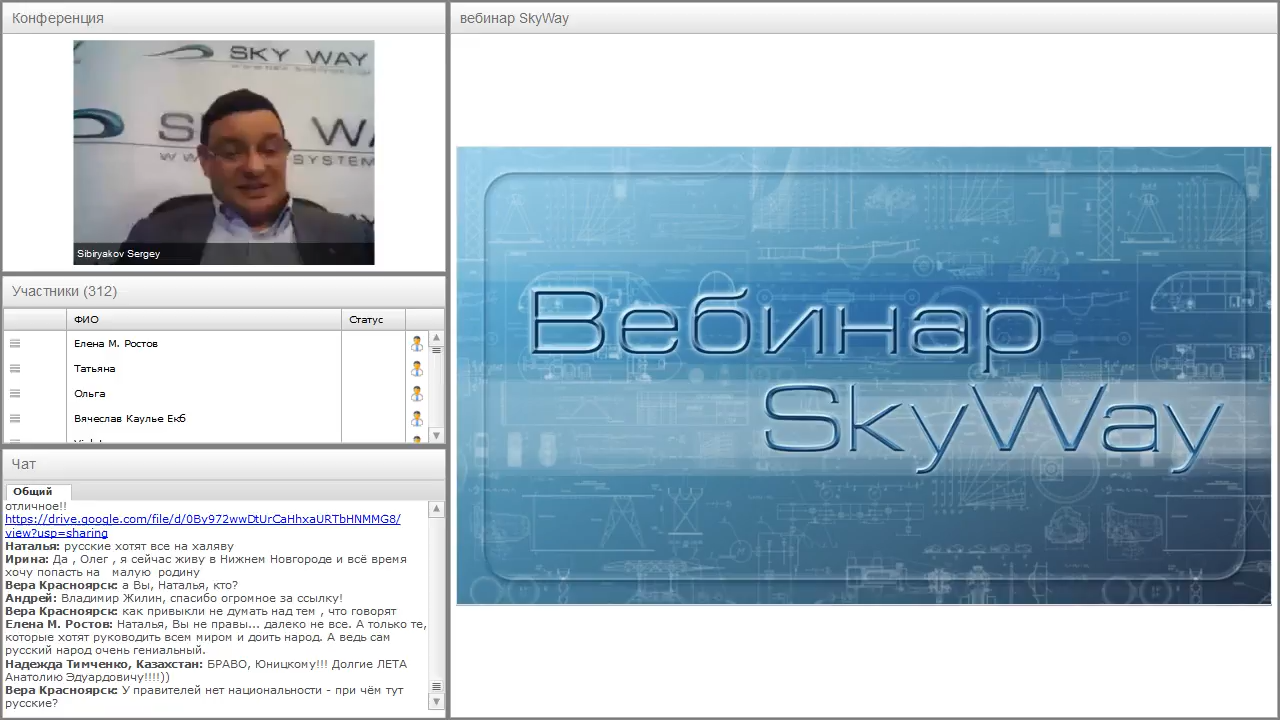 Конференция
SKY WAY
SK
WA
SYSTEM
Sibiryakov Sergey
Участники (312)
ФИО
Статус
Елена М. Ростов
Татьяна
Ольга
Вячеслав Каулье Екб
Чат
Общий
отличное!!
https://drive.google.com/file/d/0By972wwDtUrCaHhxaURTbHNMMG8/
view?usp=sharing
Наталья: русские хотят все на халяву
Ирина: Да , Олег , я сейчас живу в Нижнем Новгороде и всё время
хочу попасть на малую родину
Вера Красноярск: а Вы, Наталья, кто?
Андрей: Владимир Жилин, спасибо огромное за ссылку!
Вера Красноярск: как привыкли не думать над тем , что говорят
Елена М. Ростов: Наталья, Вы не правы... далеко не все. А только те,
которые хотят руководить всем миром и доить народ. А ведь сам
русский народ очень гениальный.
Надежда Тимченко, Казахстан: БРАВО, Юницкому!!! Долгие ЛЕТА
Анатолию Эдуардовичу!!!!))
Вера Красноярск: У правителей нет национальности - при чём тут
русские?
вебинар SkyWay
Вебинар
SkyWay